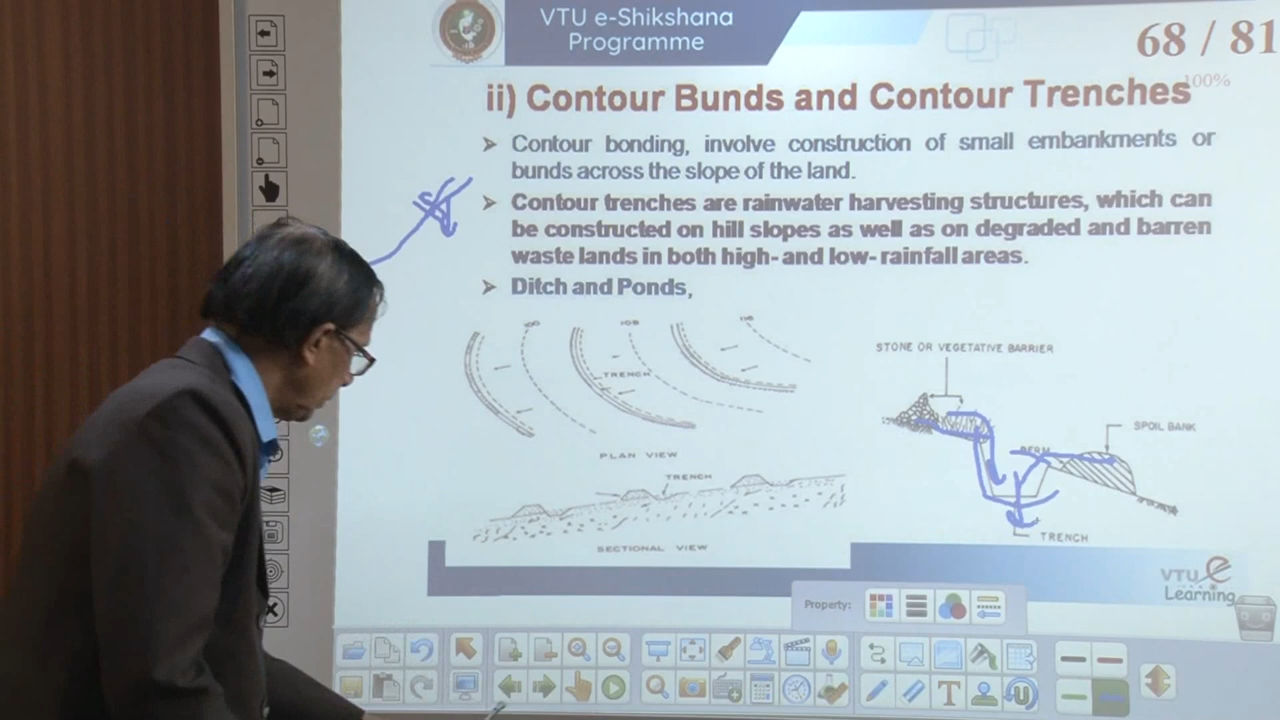 VTU e-Shikshana
Programme
68 / 81
100%
ii) Contour Bunds and Contour Trenches
➢ Contour bonding, involve construction of small embankments or
bunds across the slope of the land.
➢ Contour trenches are rainwater harvesting structures, which can
be constructed on hill slopes as well as on degraded and barren
waste lands in both high- and low- rainfall areas.
➢ Ditch and Ponds,
TRENCH
PLAN VIEW
TRENCH
SECTIONAL VIEW
STONE OR VEGETATIVE BARRIER
SPOIL BANK
BERM
TRENCH
VTU e
Learning
Property: